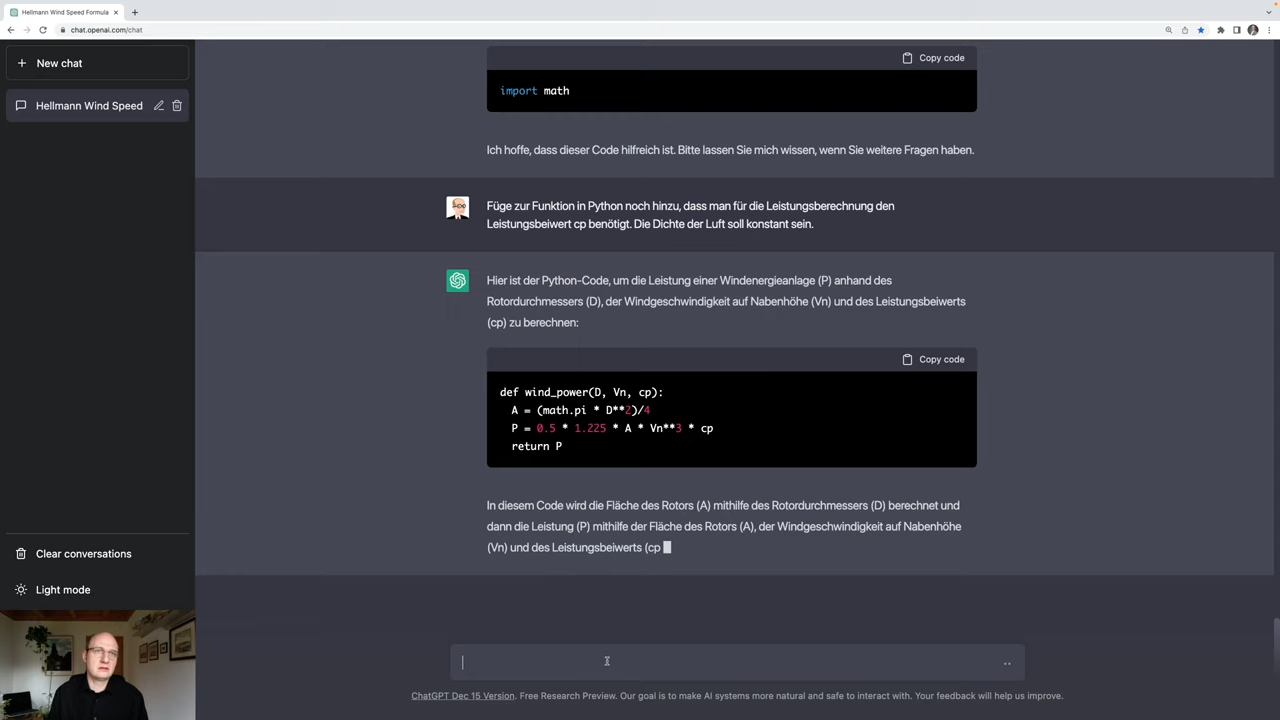 Hellmann Wind Speed Formula
chat.openai.com/chat
New chat
Hellmann Wind Speed
Copy code
import math
Ich hoffe, dass dieser Code hilfreich ist. Bitte lassen Sie mich wissen, wenn Sie weitere Fragen haben.
Füge zur Funktion in Python noch hinzu, dass man für die Leistungsberechnung den
Leistungsbeiwert cp benötigt. Die Dichte der Luft soll konstant sein.
Hier ist der Python-Code, um die Leistung einer Windenergieanlage (P) anhand des
Rotordurchmessers (D), der Windgeschwindigkeit auf Nabenhöhe (Vn) und des Leistungsbeiwerts
(cp) zu berechnen:
Copy code
def wind_power(D, Vn, cp):
A = (math.pi * D**2)/4
P = 0.5 * 1.225 * A * Vn**3 * cp
return P
In diesem Code wird die Fläche des Rotors (A) mithilfe des Rotordurchmessers (D) berechnet und
dann die Leistung (P) mithilfe der Fläche des Rotors (A), der Windgeschwindigkeit auf Nabenhöhe
(Vn) und des Leistungsbeiwerts (cp
Clear conversations
Light mode
ChatGPT Dec 15 Version. Free Research Preview. Our goal is to make AI systems more natural and safe to interact with. Your feedback will help us improve.